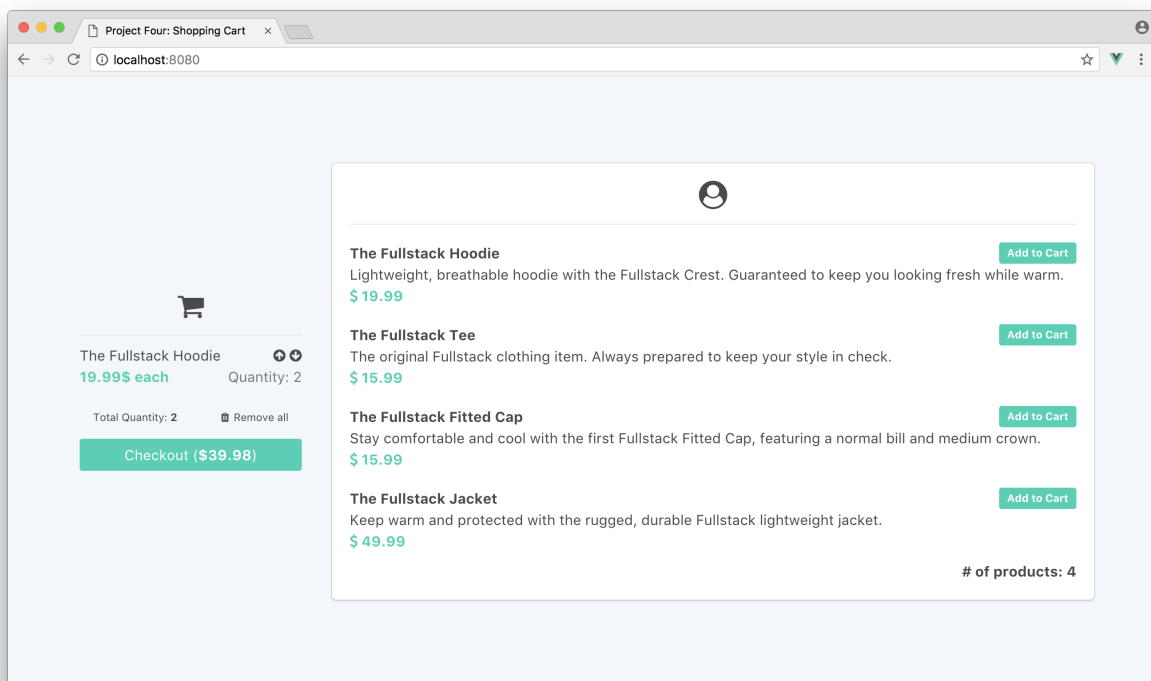 Project Four: Shopping Cart
localhost:8080
The Fullstack Hoodie
19.99$ each Quantity: 2
Total Quantity: 2 Remove all
Checkout ($39.98)
The Fullstack Hoodie Add to Cart
Lightweight, breathable hoodie with the Fullstack Crest. Guaranteed to keep you looking fresh while warm.
$ 19.99
The Fullstack Tee Add to Cart
The original Fullstack clothing item. Always prepared to keep your style in check.
$ 15.99
The Fullstack Fitted Cap Add to Cart
Stay comfortable and cool with the first Fullstack Fitted Cap, featuring a normal bill and medium crown.
$ 15.99
The Fullstack Jacket Add to Cart
Keep warm and protected with the rugged, durable Fullstack lightweight jacket.
$ 49.99
# of products: 4